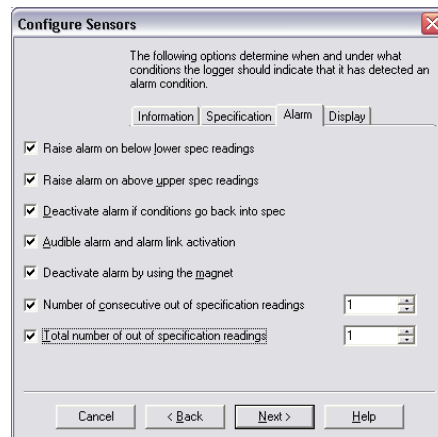 Configure Sensors
The following options determine when and under what
conditions the logger should indicate that it has detected an
alarm condition.
Information Specification Alarm Display
Raise alarm on below lower spec readings
Raise alarm on above upper spec readings
Deactivate alarm if conditions go back into spec
Audible alarm and alarm link activation
Deactivate alarm by using the magnet
Number of consecutive out of specification readings 1
Total number of out of specification readings 1
Cancel < Back Next > Help